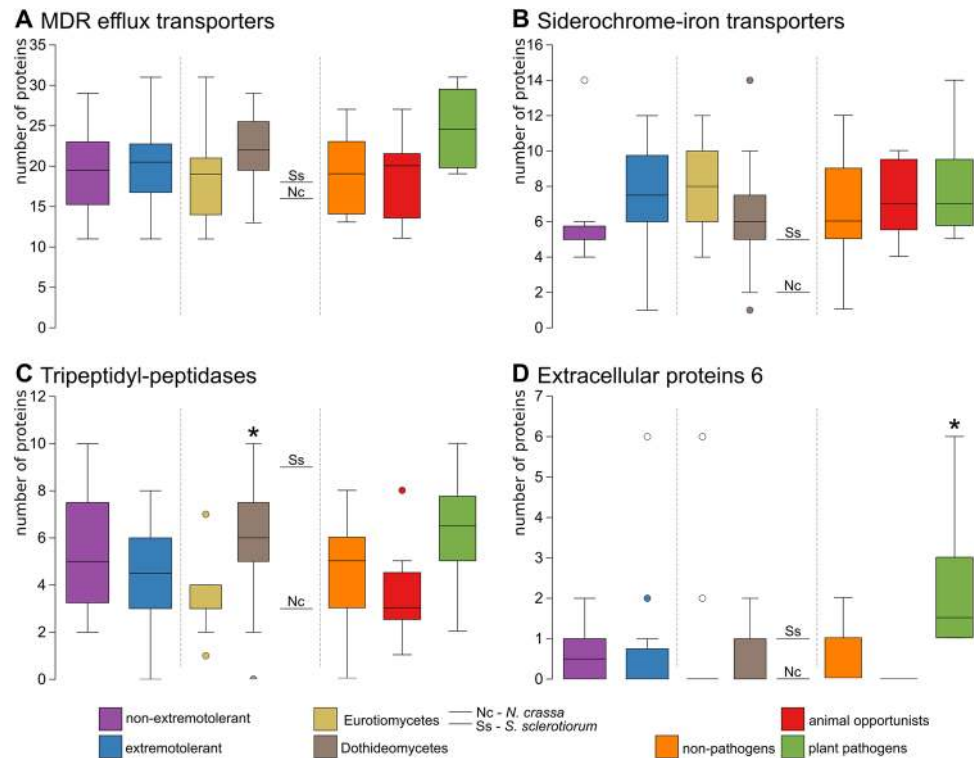 A MDR efflux transporters
number of proteins
35
30
25
20
15
10
5
0
Ss
Nc
B Siderochrome-iron transporters
number of proteins
16
14
12
10
8
6
4
2
0
Ss
Nc
C Tripeptidyl-peptidases
number of proteins
12
10
8
6
4
2
0
*
Ss
Nc
D Extracellular proteins 6
number of proteins
7
6
5
4
3
2
1
0
Ss
Nc
*
non-extremotolerant
extremotolerant
Eurotiomycetes
Dothideomycetes
Nc - N. crassa
Ss - S. sclerotiorum
non-pathogens
animal opportunists
plant pathogens